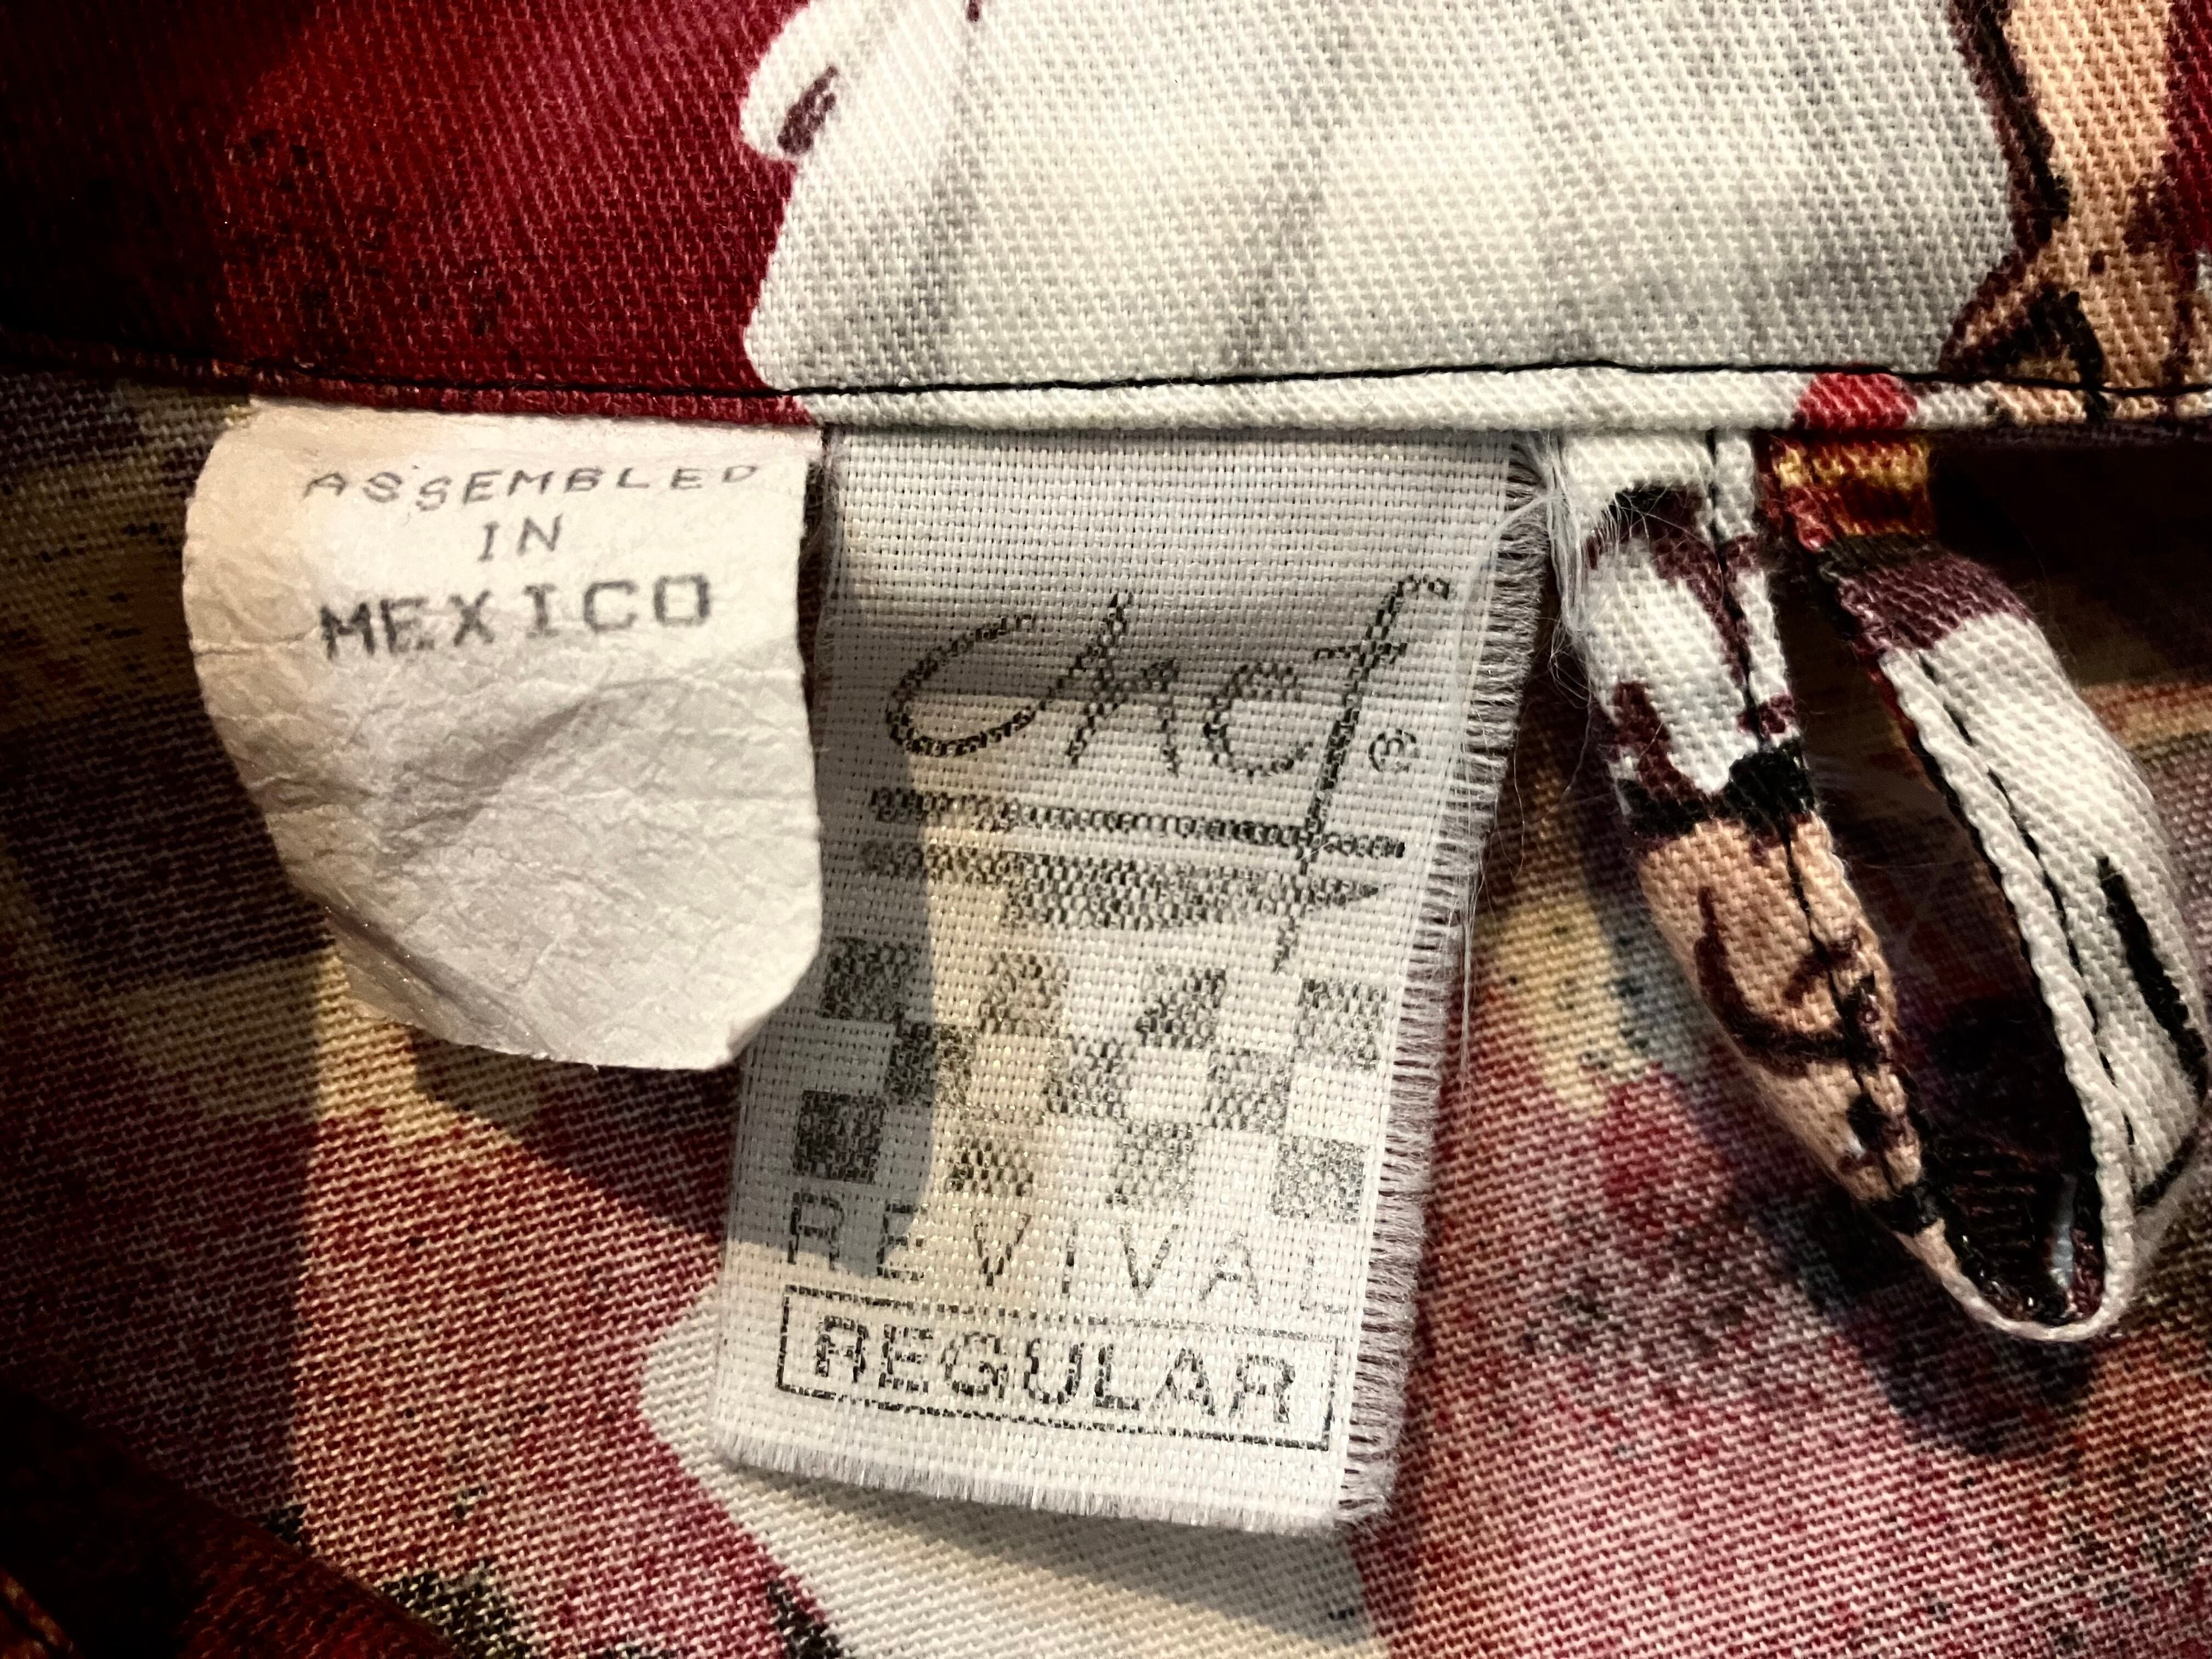 ASSEMBLED
IN
MEXICO
Chef®
REVIVAL
REGULAR